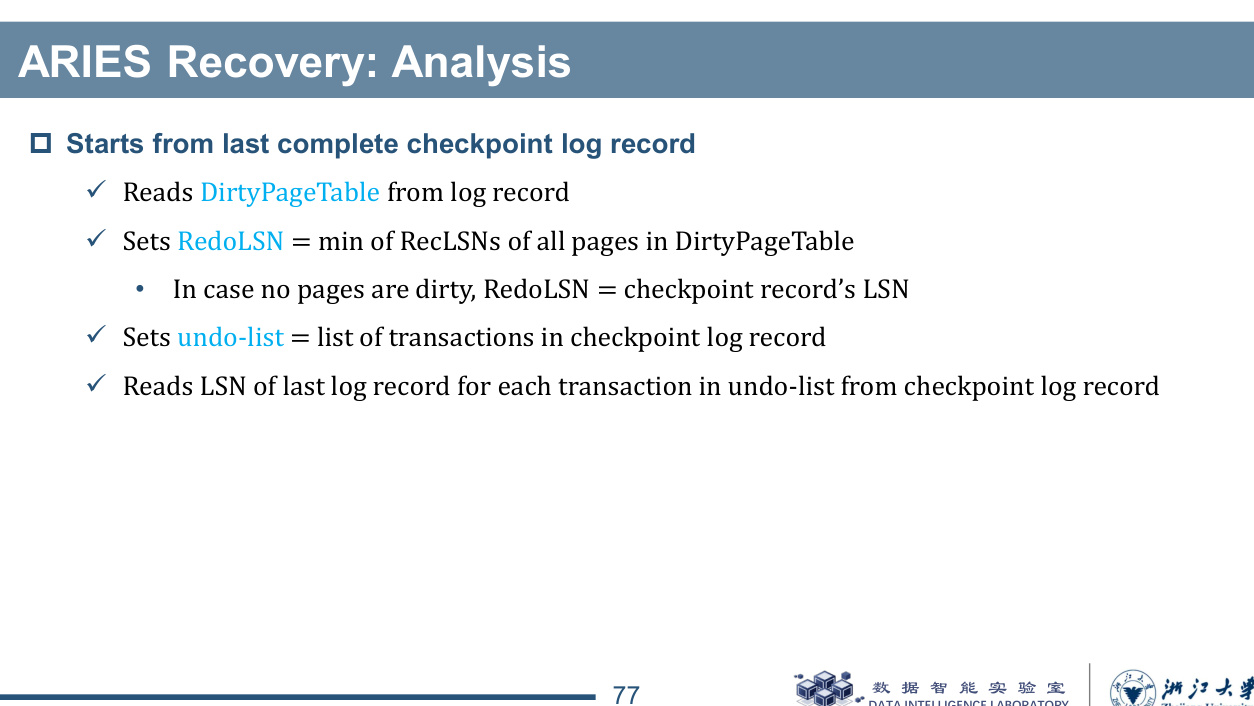 ARIES Recovery: Analysis
Starts from last complete checkpoint log record
Reads DirtyPageTable from log record
Sets RedoLSN = min of RecLSNs of all pages in DirtyPageTable
In case no pages are dirty, RedoLSN = checkpoint record’s LSN
Sets undo-list = list of transactions in checkpoint log record
Reads LSN of last log record for each transaction in undo-list from checkpoint log record
77
数据智能实验室
DATA INTELLIGENCE LABORATORY
浙江大学